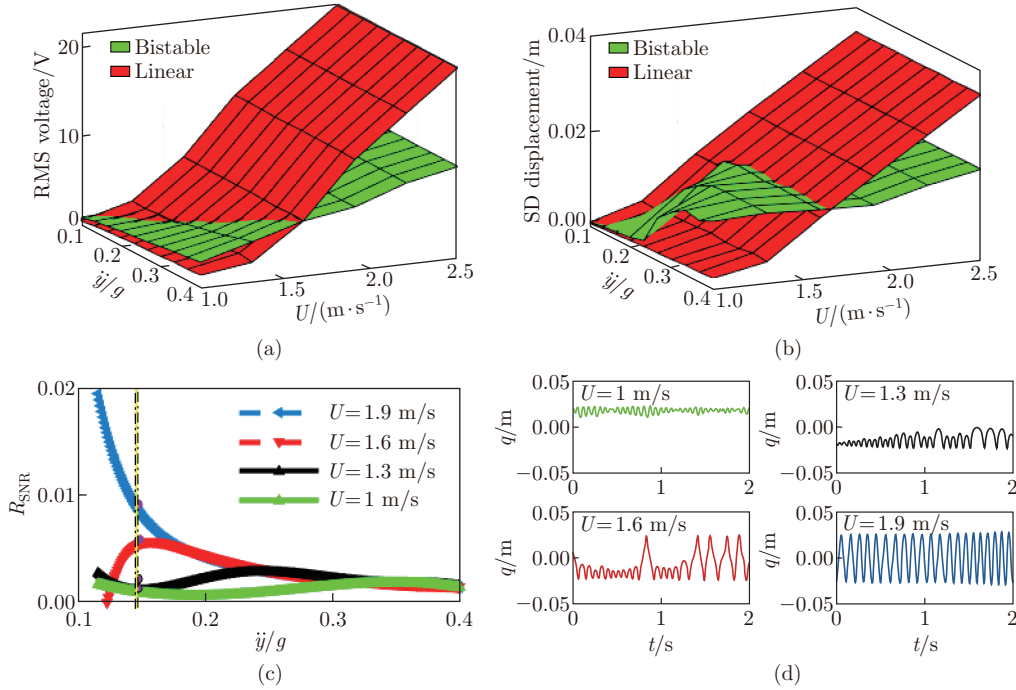 Bistable
Linear
RMS voltage/V
20
10
0
0.1
0.2
0.3
0.4
ÿ/g
1.0
1.5
2.0
2.5
U/(m·s⁻¹)
(a)
Bistable
Linear
SD displacement/m
0.04
0.02
0.00
0.1
0.2
0.3
0.4
ÿ/g
1.0
1.5
2.0
2.5
U/(m·s⁻¹)
(b)
R_SNR
0.02
0.01
0.00
U=1.9 m/s
U=1.6 m/s
U=1.3 m/s
U=1 m/s
0.1
0.2
0.3
0.4
ÿ/g
(c)
q/m
0.05
0.00
−0.05
U=1 m/s
0
1
2
q/m
0.05
0.00
−0.05
U=1.3 m/s
0
1
2
q/m
0.05
0.00
−0.05
U=1.6 m/s
0
1
2
t/s
q/m
0.05
0.00
−0.05
U=1.9 m/s
0
1
2
t/s
(d)